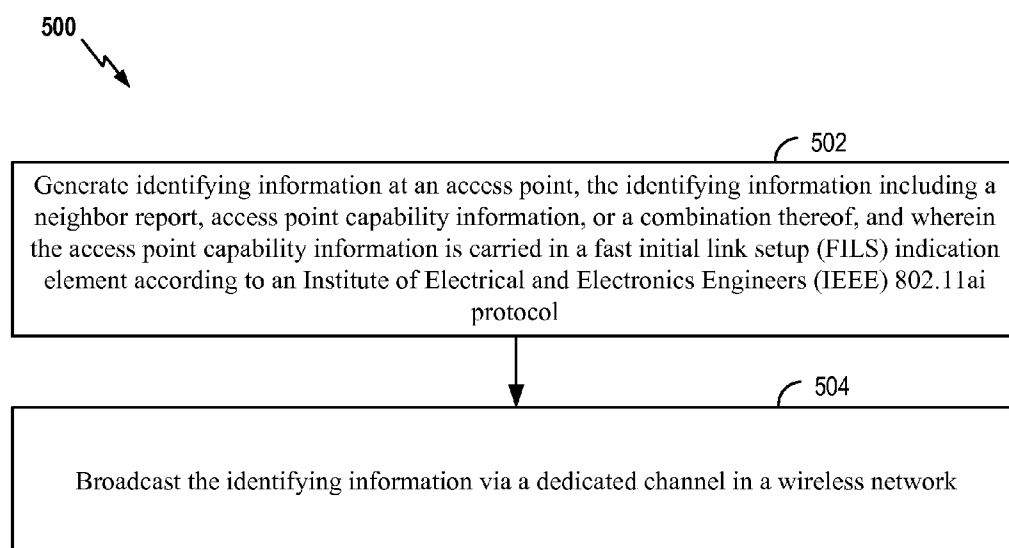 500
502
Generate identifying information at an access point, the identifying information including a
neighbor report, access point capability information, or a combination thereof, and wherein
the access point capability information is carried in a fast initial link setup (FILS) indication
element according to an Institute of Electrical and Electronics Engineers (IEEE) 802.11ai
protocol
504
Broadcast the identifying information via a dedicated channel in a wireless network